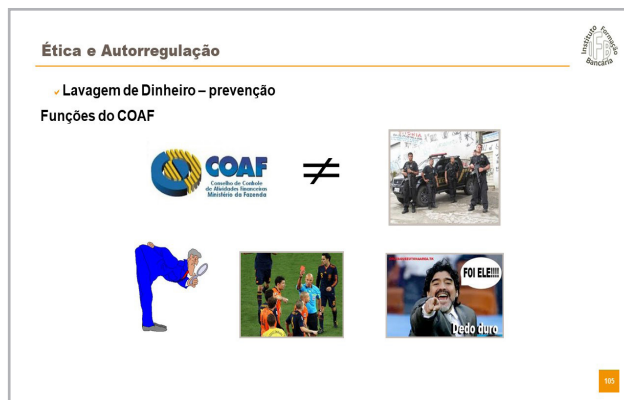 Ética e Autorregulação
Instituto Formação
IFB
Bancária
Lavagem de Dinheiro – prevenção
Funções do COAF
COAF
Conselho de Controle
de Atividades Financeiras
Ministério da Fazenda
≠
FOI ELE!!!!
Dedo duro
105